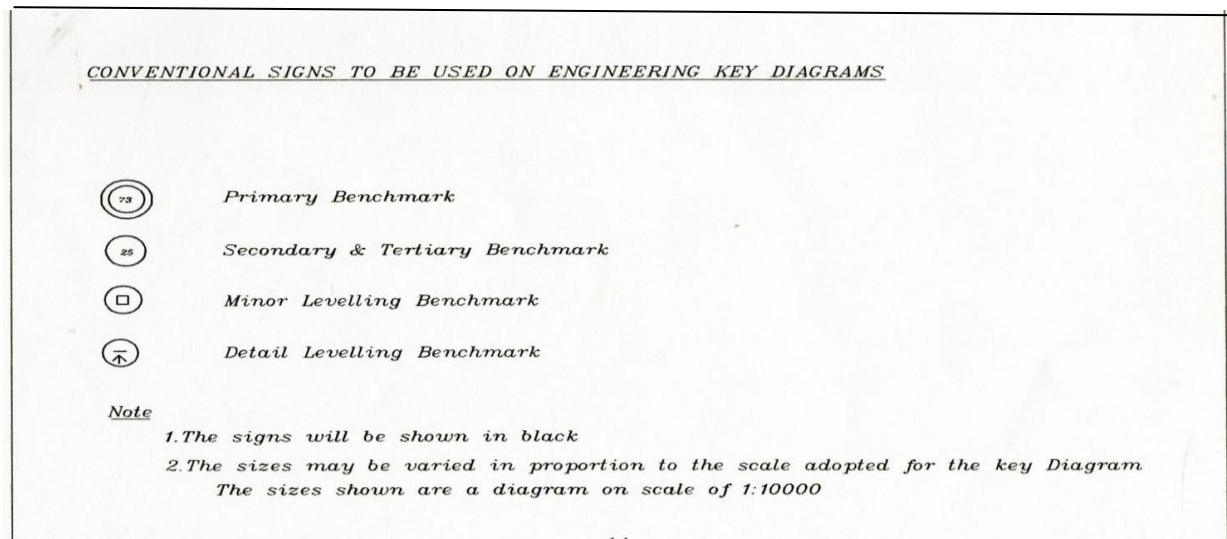 CONVENTIONAL SIGNS TO BE USED ON ENGINEERING KEY DIAGRAMS
73 Primary Benchmark
25 Secondary & Tertiary Benchmark
Minor Levelling Benchmark
Detail Levelling Benchmark
Note
1.The signs will be shown in black
2.The sizes may be varied in proportion to the scale adopted for the key Diagram
The sizes shown are a diagram on scale of 1:10000